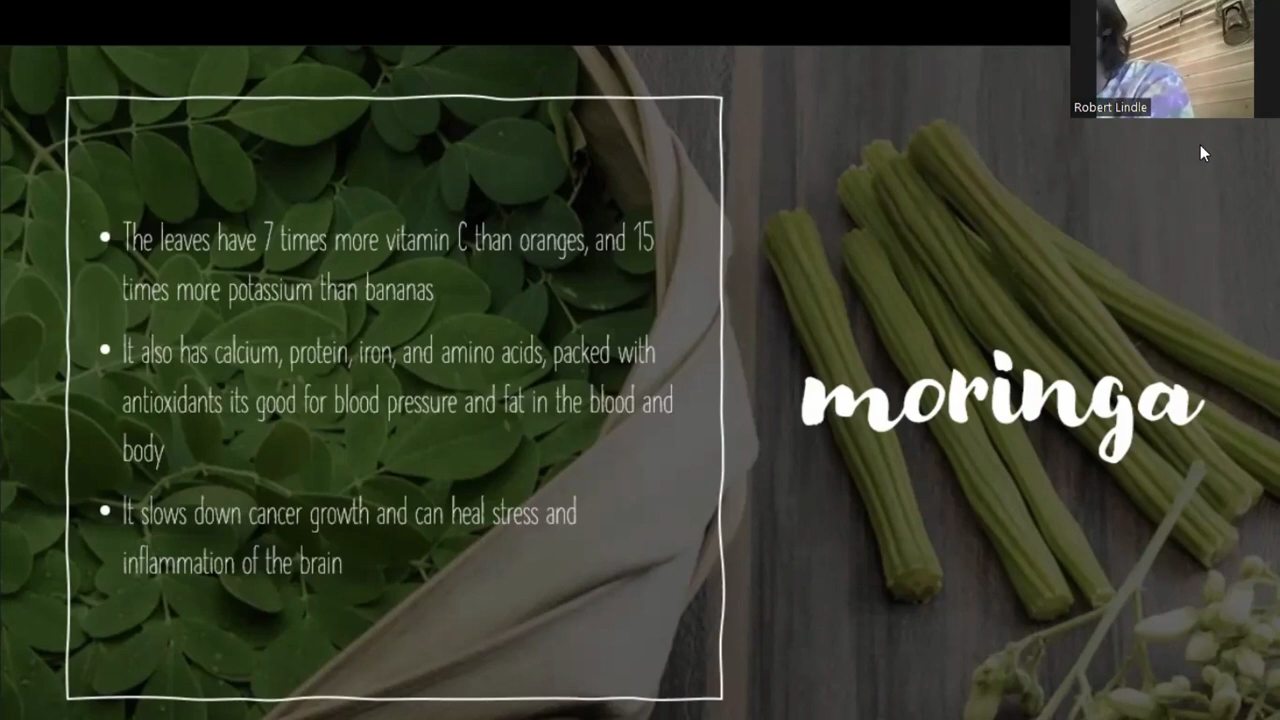 Robert Lindle
• The leaves have 7 times more vitamin C than oranges, and 15
times more potassium than bananas
• It also has calcium, protein, iron, and amino acids, packed with
antioxidants its good for blood pressure and fat in the blood and
body
• It slows down cancer growth and can heal stress and
inflammation of the brain
moringa